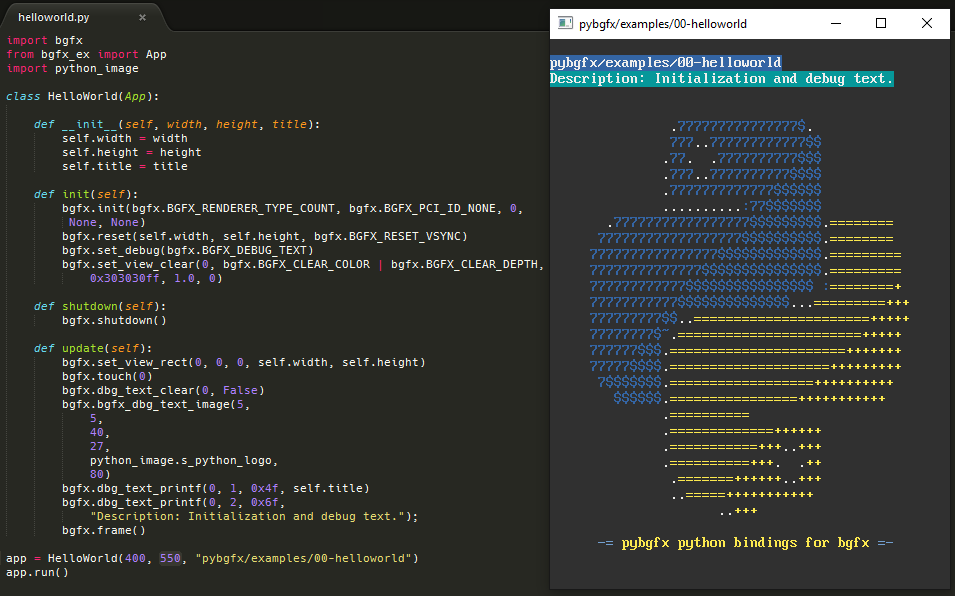 helloworld.py
import bgfx
from bgfx_ex import App
import python_image
class HelloWorld(App):
def __init__(self, width, height, title):
self.width = width
self.height = height
self.title = title
def init(self):
bgfx.init(bgfx.BGFX_RENDERER_TYPE_COUNT, bgfx.BGFX_PCI_ID_NONE, 0,
None, None)
bgfx.reset(self.width, self.height, bgfx.BGFX_RESET_VSYNC)
bgfx.set_debug(bgfx.BGFX_DEBUG_TEXT)
bgfx.set_view_clear(0, bgfx.BGFX_CLEAR_COLOR | bgfx.BGFX_CLEAR_DEPTH,
0x303030ff, 1.0, 0)
def shutdown(self):
bgfx.shutdown()
def update(self):
bgfx.set_view_rect(0, 0, 0, self.width, self.height)
bgfx.touch(0)
bgfx.dbg_text_clear(0, False)
bgfx.bgfx_dbg_text_image(5,
5,
40,
27,
python_image.s_python_logo,
80)
bgfx.dbg_text_printf(0, 1, 0x4f, self.title)
bgfx.dbg_text_printf(0, 2, 0x6f,
"Description: Initialization and debug text.");
bgfx.frame()
app = HelloWorld(400, 550, "pybgfx/examples/00-helloworld")
app.run()
pybgfx/examples/00-helloworld
pybgfx/examples/00-helloworld
Description: Initialization and debug text.
-= pybgfx python bindings for bgfx =-